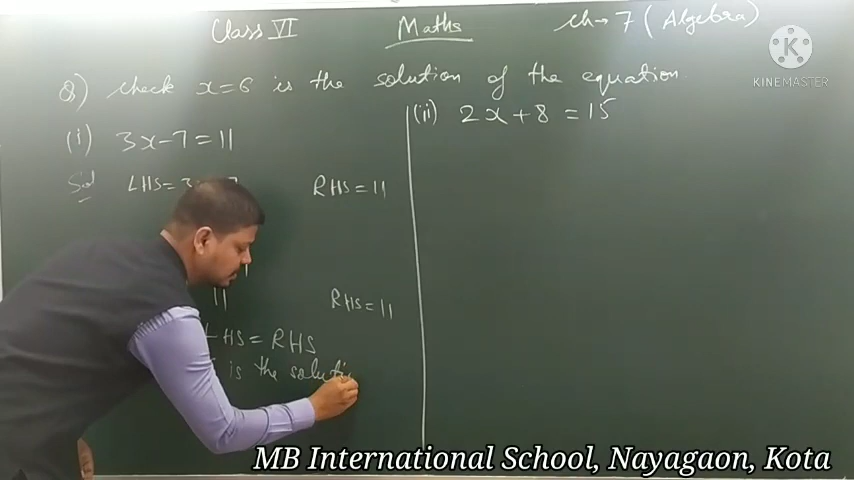 Class VI Maths Ch→ 7 (Algebra)
Q) Check x=6 is the solution of the equation.
(i) 3x-7=11
Sol LHS= RHS=11
11 RHS=11
LHS=RHS
is the soluti
(ii) 2x+8=15
KINEMASTER
MB International School, Nayagaon, Kota